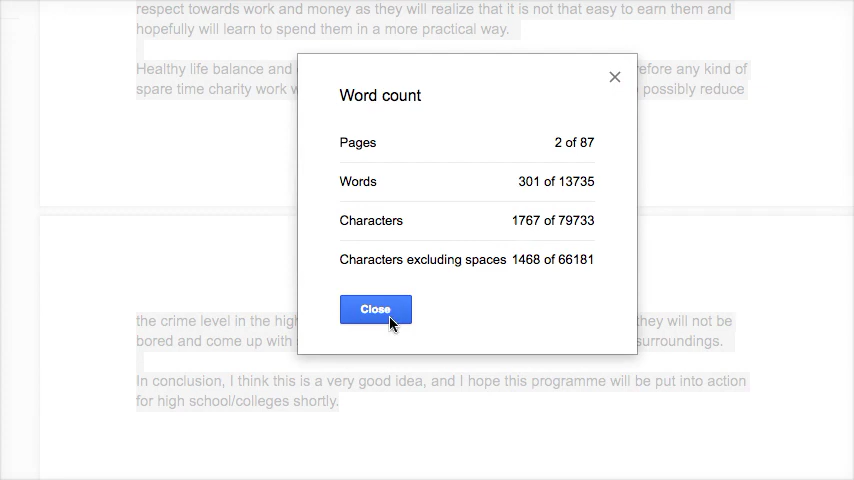 respect towards work and money as they will realize that it is not that easy to earn them and
hopefully will learn to spend them in a more practical way.
Healthy life balance and
efore any kind of
spare time charity work w
possibly reduce
Word count
Pages 2 of 87
Words 301 of 13735
Characters 1767 of 79733
Characters excluding spaces 1468 of 66181
Close
the crime level in the high
they will not be
bored and come up with
surroundings.
In conclusion, I think this is a very good idea, and I hope this programme will be put into action
for high school/colleges shortly.